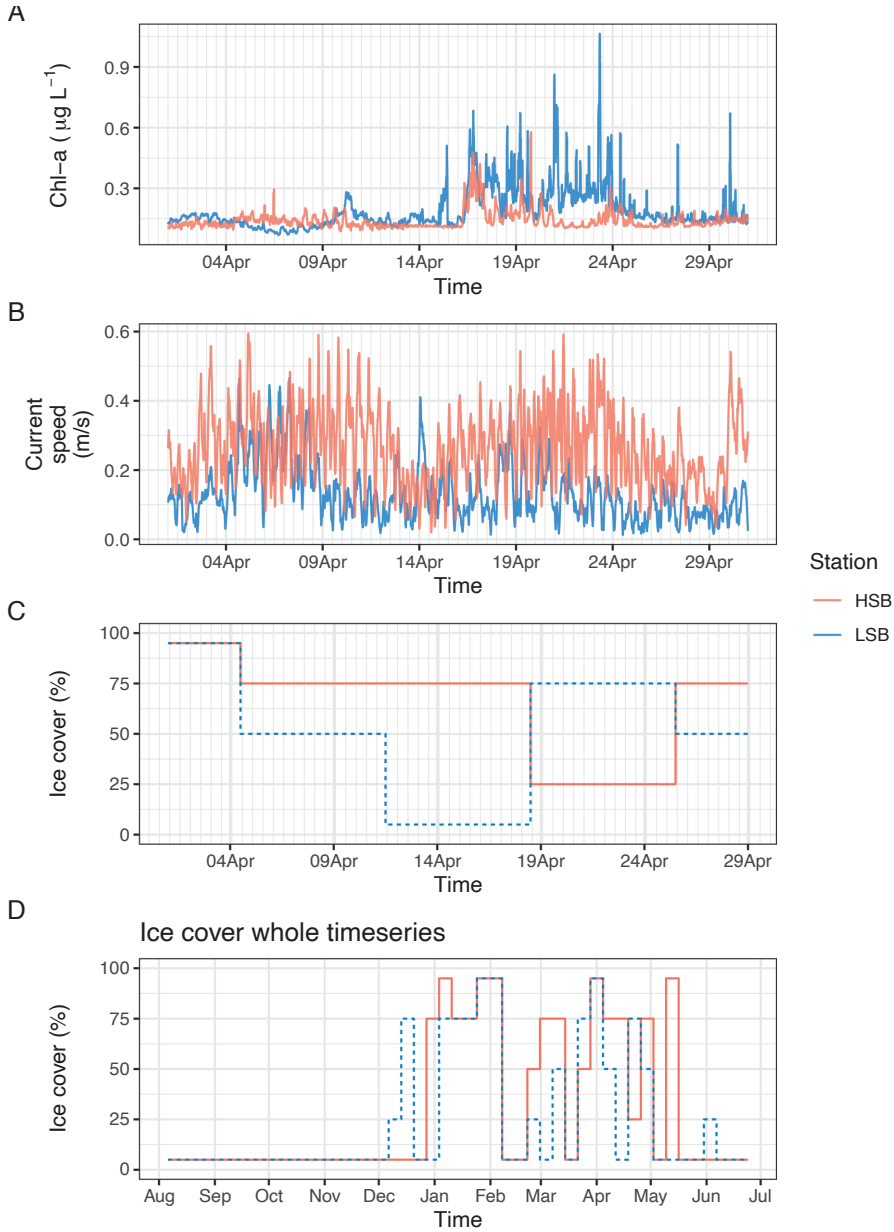 A
Chl−a ( μg L−1)
0.9
0.6
0.3
04Apr 09Apr 14Apr 19Apr 24Apr 29Apr
Time
B
Current
speed
(m/s)
0.6
0.4
0.2
0.0
04Apr 09Apr 14Apr 19Apr 24Apr 29Apr
Time
Station
HSB
LSB
C
Ice cover (%)
100
75
50
25
0
04Apr 09Apr 14Apr 19Apr 24Apr 29Apr
Time
D
Ice cover whole timeseries
Ice cover (%)
100
75
50
25
0
Aug Sep Oct Nov Dec Jan Feb Mar Apr May Jun Jul
Time